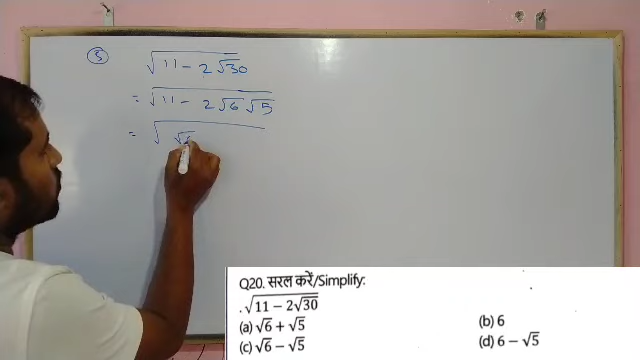 ③ √11 - 2√30
= √11 - 2√6 √5
= √ √6
Q20. सरल करें/Simplify:
.√11 − 2√30
(a) √6 + √5 (b) 6
(c) √6 − √5 (d) 6 − √5